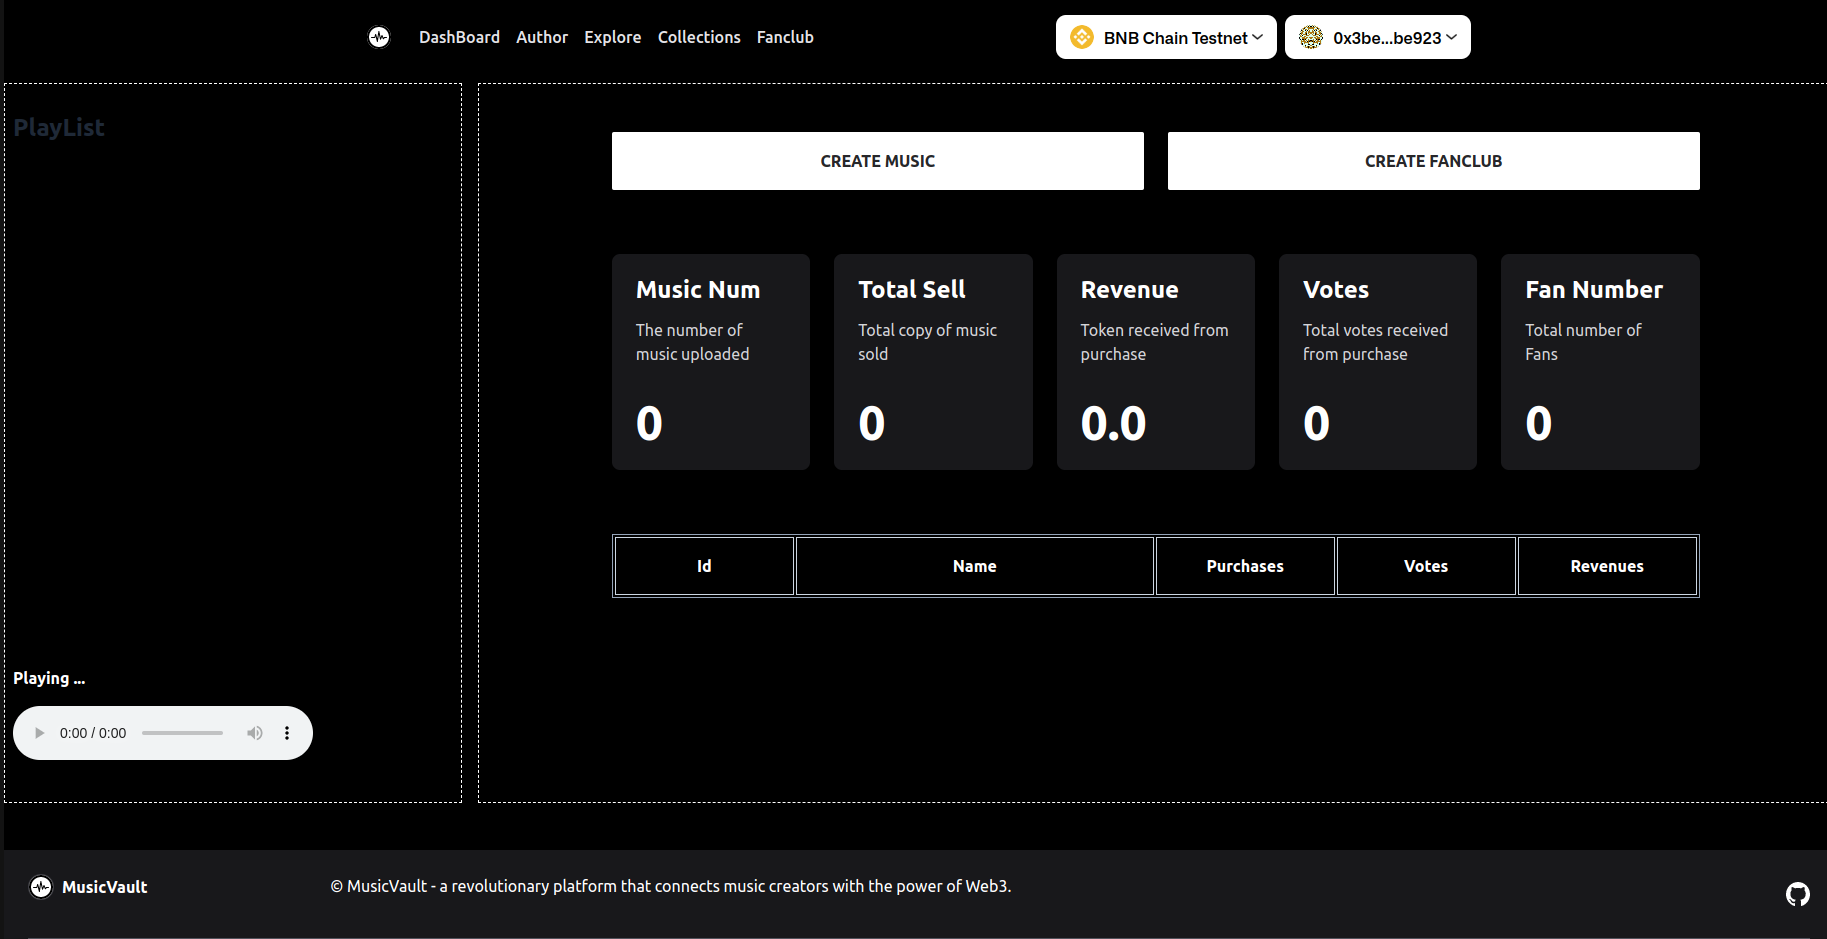 DashBoard Author Explore Collections Fanclub BNB Chain Testnet 0x3be...be923
PlayList
CREATE MUSIC CREATE FANCLUB
Music Num
The number of
music uploaded
0
Total Sell
Total copy of music
sold
0
Revenue
Token received from
purchase
0.0
Votes
Total votes received
from purchase
0
Fan Number
Total number of
Fans
0
Id Name Purchases Votes Revenues
Playing ...
0:00 / 0:00
MusicVault © MusicVault - a revolutionary platform that connects music creators with the power of Web3.